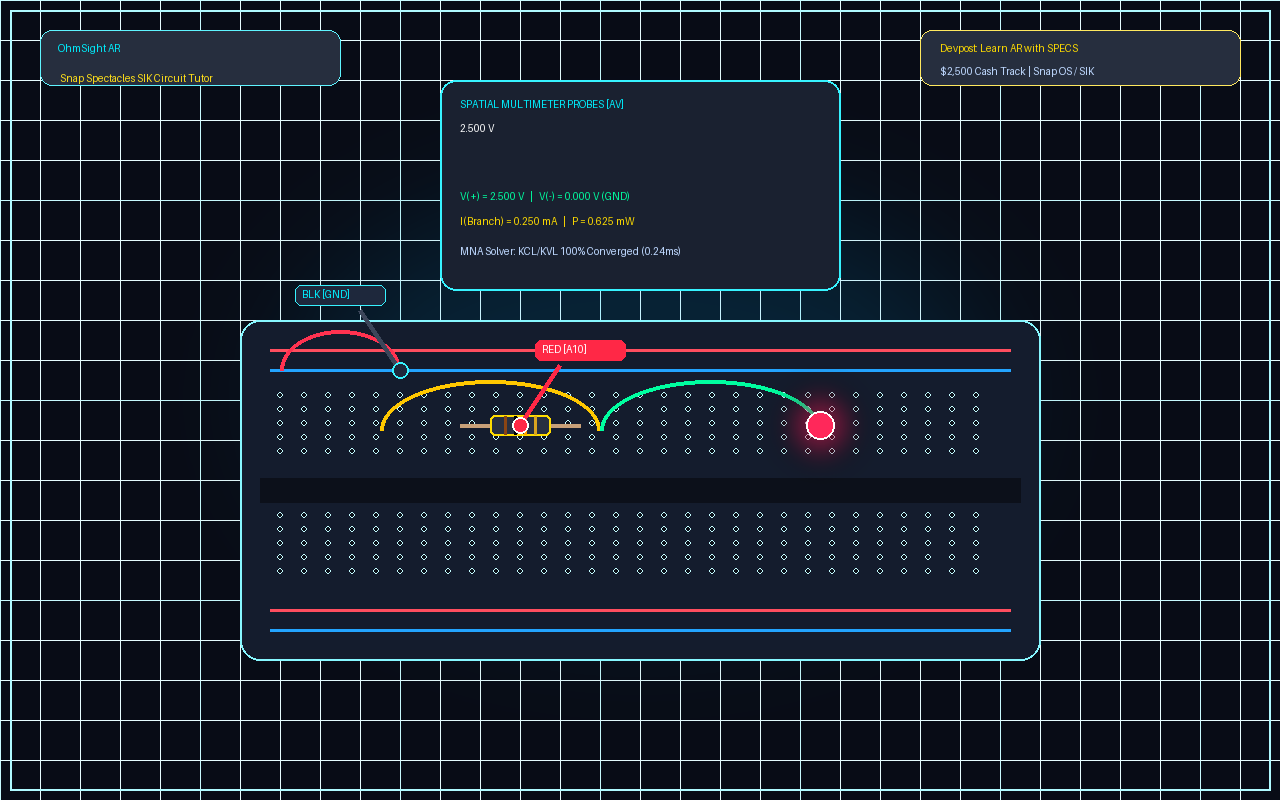 OhmSight AR
Snap Spectacles SIK Circuit Tutor
Devpost Learn AR with SPECS
$2,500 Cash Track | Snap OS / SIK
SPATIAL MULTIMETER PROBES [AV]
2.500 V
V(+) = 2.500 V | V(-) = 0.000 V (GND)
I(Branch) = 0.250 mA | P = 0.625 mW
MNA Solver: KCL/KVL 100% Converged (0.24ms)
BLK [GND]
RED [A10]